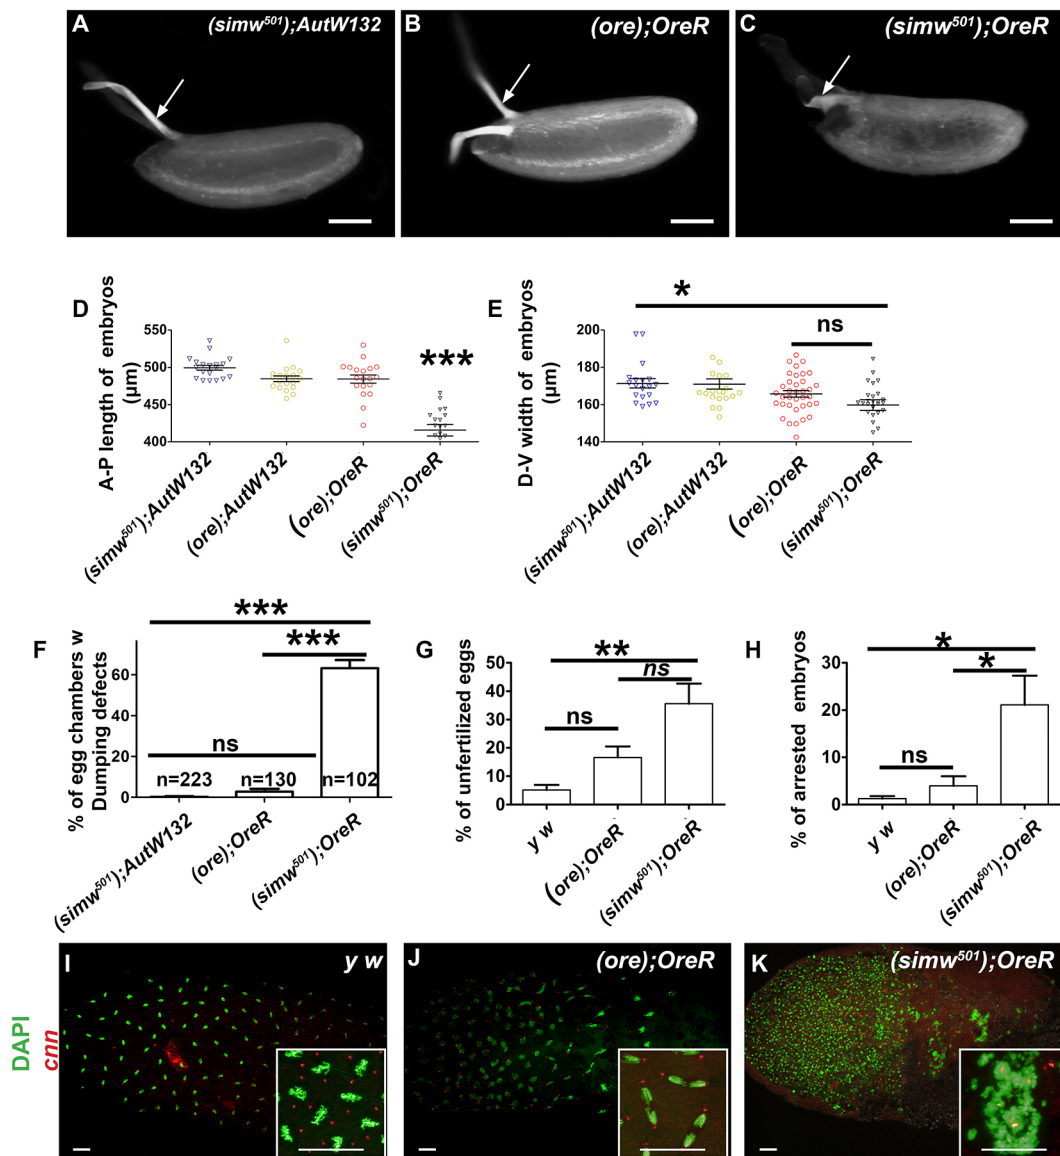 A (simw501);AutW132
B (ore);OreR
C (simw501);OreR
D
A-P length of embryos
(μm)
550
500
450
400
***
(simw501);AutW132
(ore);AutW132
(ore);OreR
(simw501);OreR
E
D-V width of embryos
(μm)
200
180
160
140
*
ns
(simw501);AutW132
(ore);AutW132
(ore);OreR
(simw501);OreR
F
% of egg chambers w
Dumping defects
60
40
20
0
***
***
ns
n=223
n=130
n=102
(simw501);AutW132
(ore);OreR
(simw501);OreR
G
% of unfertilized eggs
50
40
30
20
10
0
**
ns
ns
y w
(ore);OreR
(simw501);OreR
H
% of arrested embryos
30
20
10
0
*
*
ns
y w
(ore);OreR
(simw501);OreR
DAPI
cnn
I y w
J (ore);OreR
K (simw501);OreR